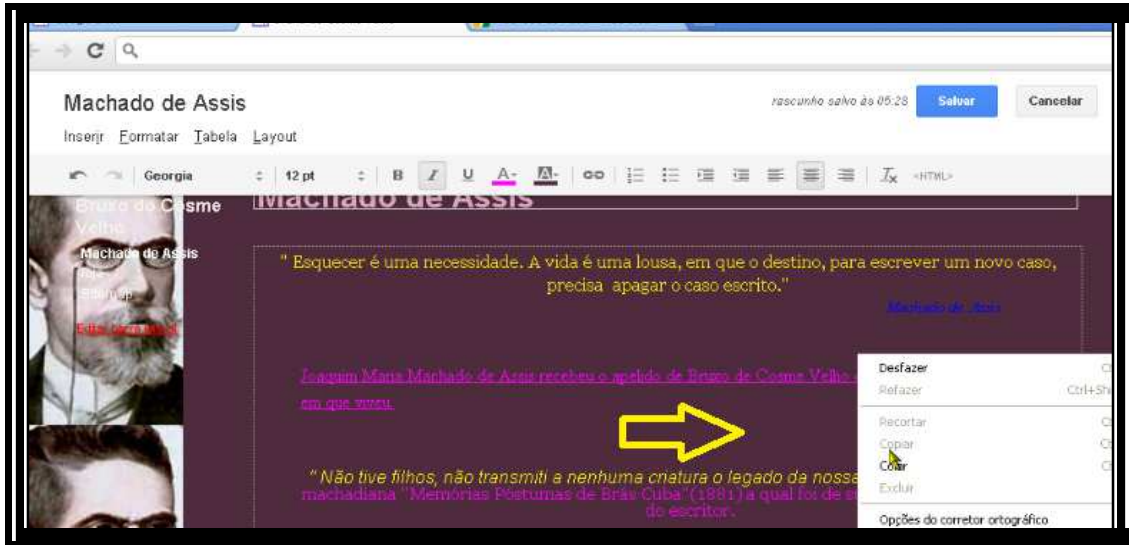 Machado de Assis
rascunho salvo às 05:28 Salvar Cancelar
Inserir Formatar Tabela Layout
Georgia 12 pt B I U A A Tx <HTML>
Bruxo do Cosme
Velho
Machado de Assis
Sitemap
Machado de Assis
" Esquecer é uma necessidade. A vida é uma lousa, em que o destino, para escrever um novo caso,
precisa apagar o caso escrito."
Machado de Assis
Joaquim Maria Machado de Assis recebeu o apelido de Bruxo de Cosme Velho
em que viveu.
" Não tive filhos, não transmiti a nenhuma criatura o legado da nossa
machadiana "Memórias Póstumas de Brás Cuba"(1881)a qual foi de
do escritor.
Desfazer
Refazer Ctrl+Sh
Recortar
Copiar
Colar
Excluir
Opções do corretor ortográfico